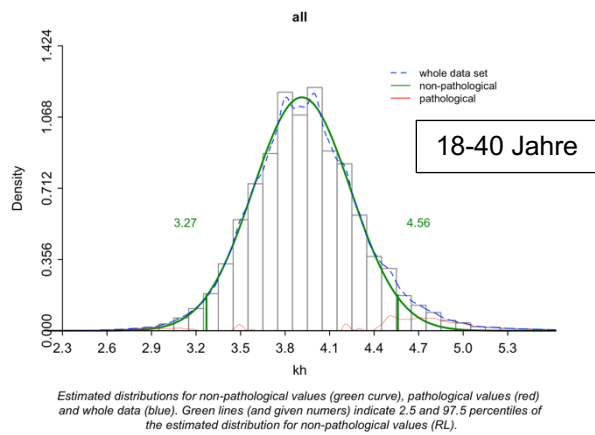 all
whole data set
non-pathological
pathological
18-40 Jahre
Density
1.424
1.068
0.712
0.356
0.000
3.27
4.56
2.3
2.6
2.9
3.2
3.5
3.8
4.1
4.4
4.7
5.0
5.3
kh
Estimated distributions for non-pathological values (green curve), pathological values (red)
and whole data (blue). Green lines (and given numers) indicate 2.5 and 97.5 percentiles of
the estimated distribution for non-pathological values (RL).